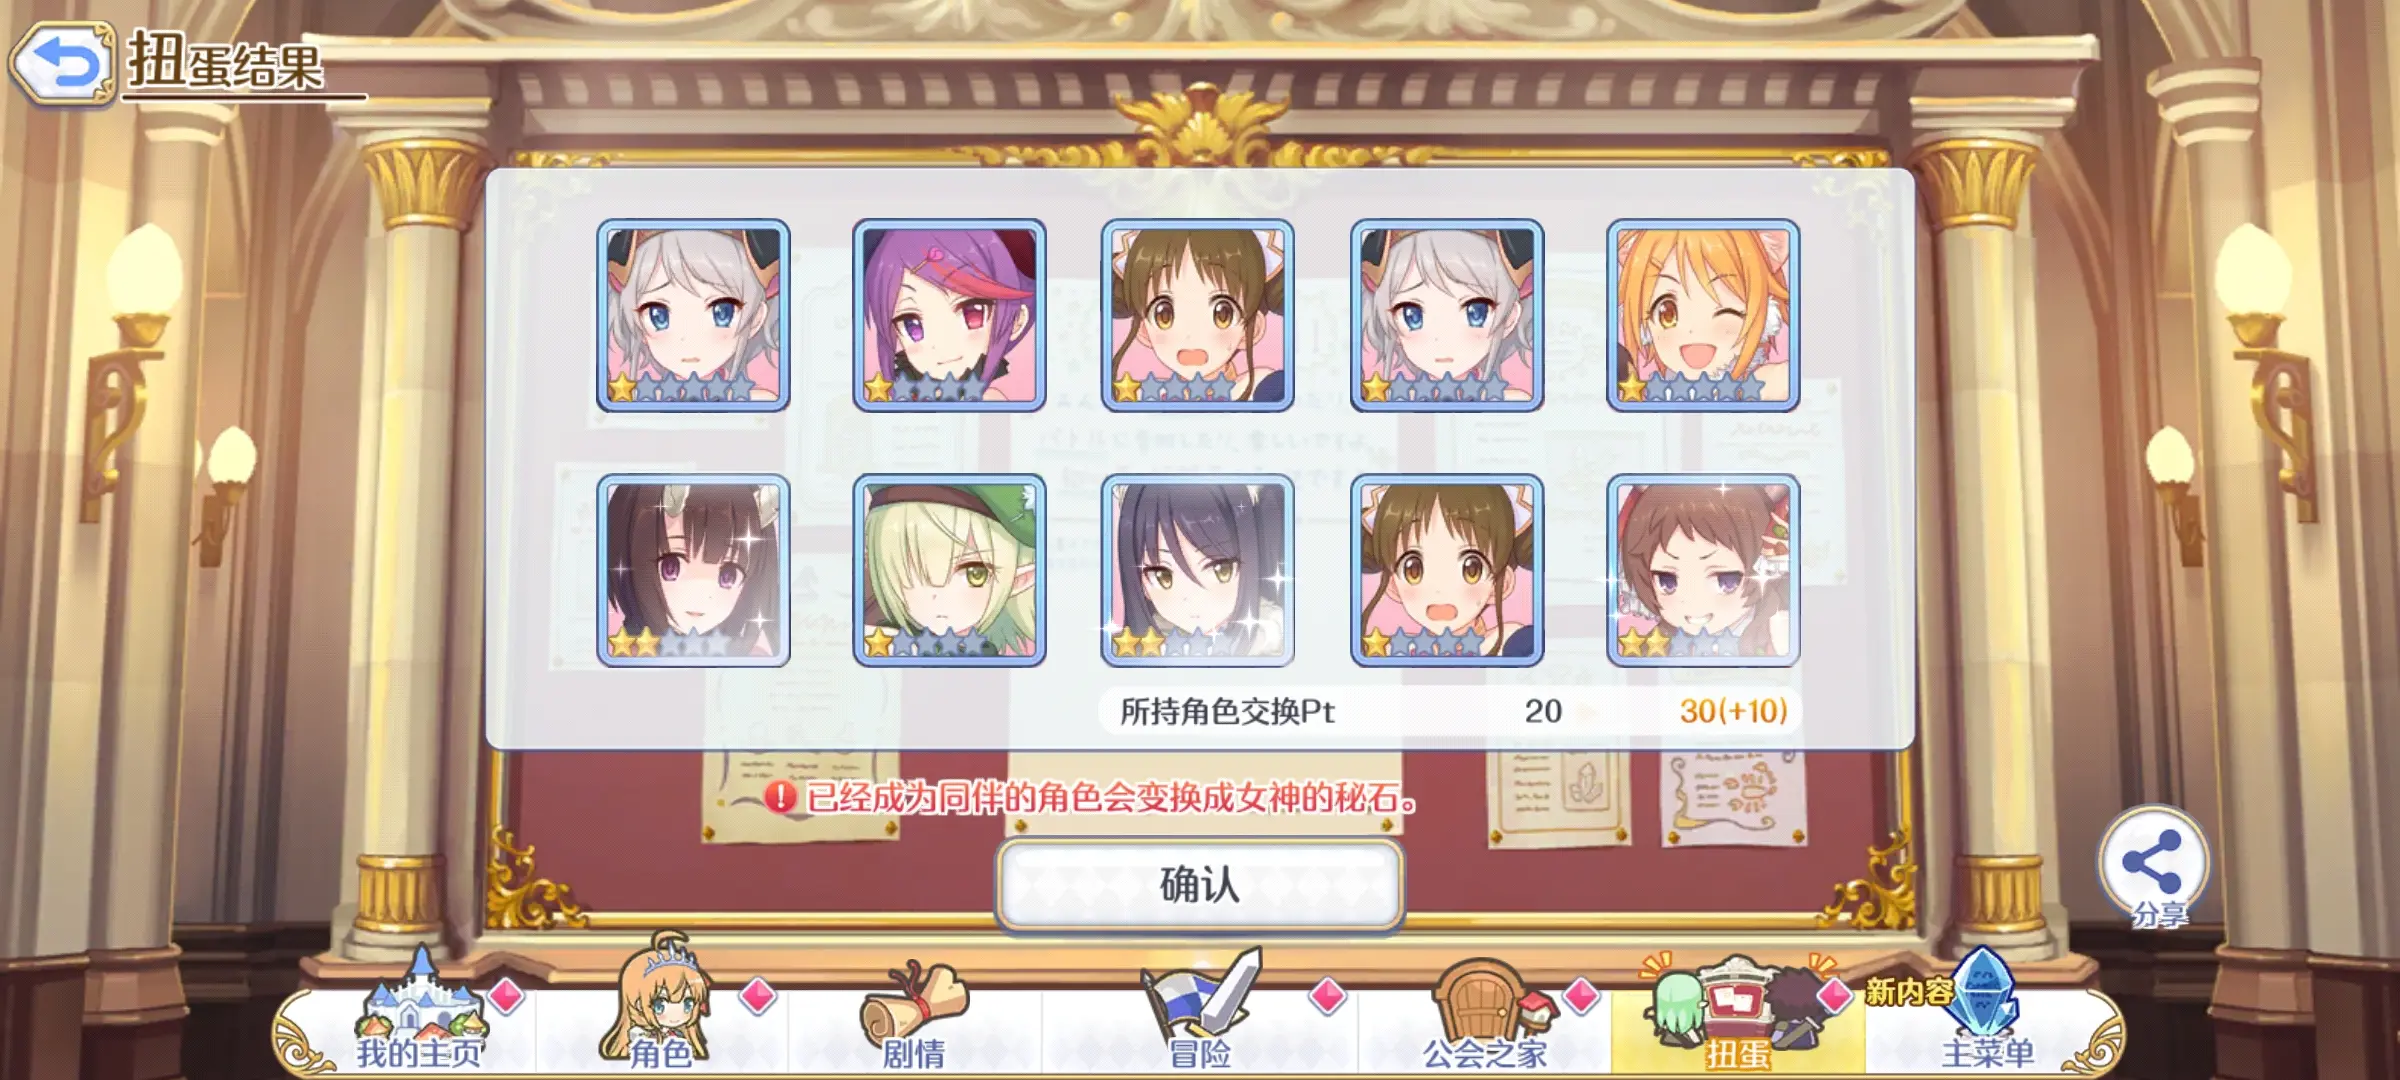 扭蛋结果
所持角色交换Pt 20 30(+10)
已经成为同伴的角色会变换成女神的秘石。
确认
分享
新内容
我的主页
角色
剧情
冒险
公会之家
扭蛋
主菜单